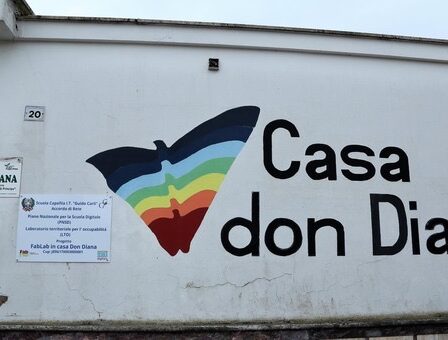 20
Casa
don Dia
ANA
Scuola Capofila I.T. "Guido Carli"
Accordo di Rete
Piano Nazionale per la Scuola Digitale
(PNSD)
Laboratorio territoriale per l'occupabilità
(LTO)
Progetto
FabLab in casa Don Diana